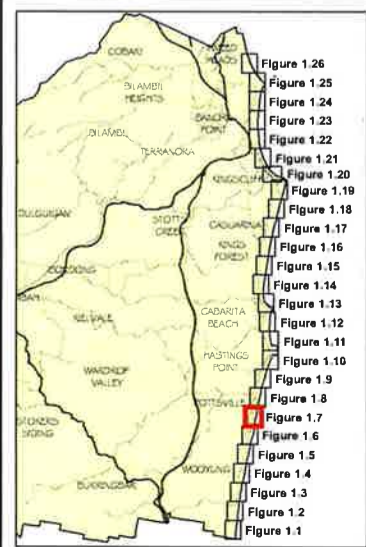 COBAKI
TWEED HEADS
BILAMBIL HEIGHTS
BANORA POINT
BILAMBIL
TERRANORA
KINGSCLIFF
DULGUIGAN
STOTTS CREEK
CASUARINA
KINGS FOREST
CABARITA BEACH
WARDROP VALLEY
HASTINGS POINT
POTTSVILLE
WOOYUNG
BURRINGBAR
Figure 1.26
Figure 1.25
Figure 1.24
Figure 1.23
Figure 1.22
Figure 1.21
Figure 1.20
Figure 1.19
Figure 1.18
Figure 1.17
Figure 1.16
Figure 1.15
Figure 1.14
Figure 1.13
Figure 1.12
Figure 1.11
Figure 1.10
Figure 1.9
Figure 1.8
Figure 1.7
Figure 1.6
Figure 1.5
Figure 1.4
Figure 1.3
Figure 1.2
Figure 1.1